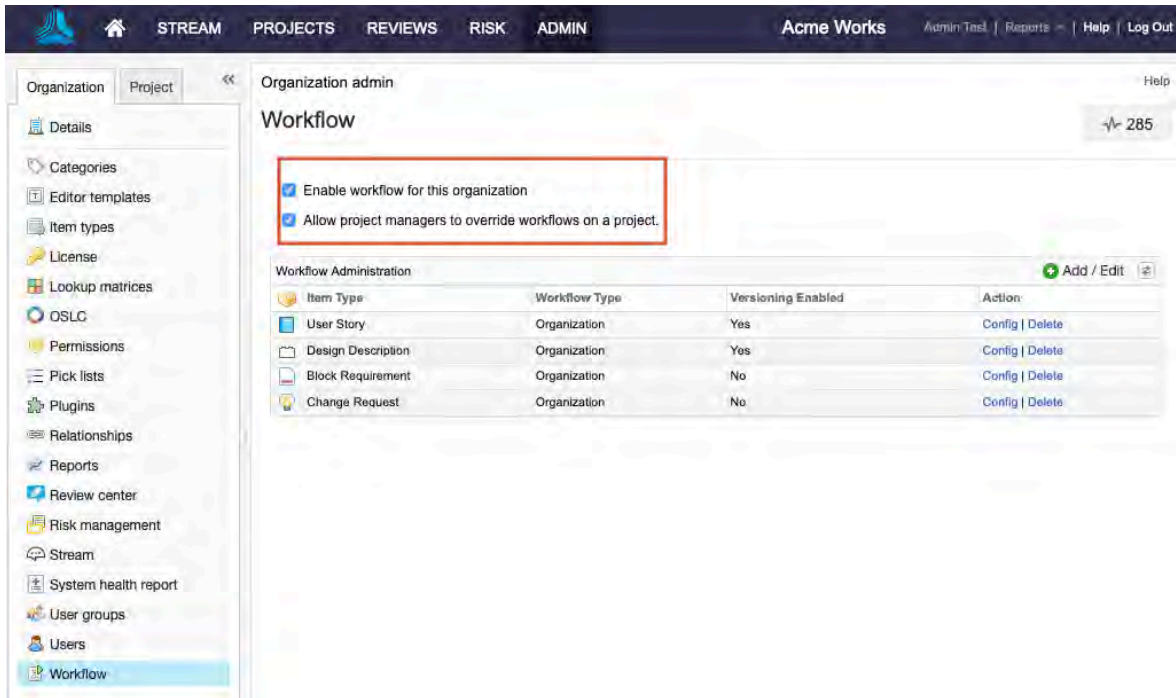 STREAM PROJECTS REVIEWS RISK ADMIN Acme Works Admin Test | Reports | Help | Log Out
Organization Project «
Organization admin Help
Details
Workflow 285
Categories
Enable workflow for this organization
Editor templates
Allow project managers to override workflows on a project.
Item types
License
Workflow Administration Add / Edit
Lookup matrices
Item Type Workflow Type Versioning Enabled Action
OSLC
User Story Organization Yes Config | Delete
Permissions
Design Description Organization Yes Config | Delete
Pick lists
Block Requirement Organization No Config | Delete
Plugins
Change Request Organization No Config | Delete
Relationships
Reports
Review center
Risk management
Stream
System health report
User groups
Users
Workflow